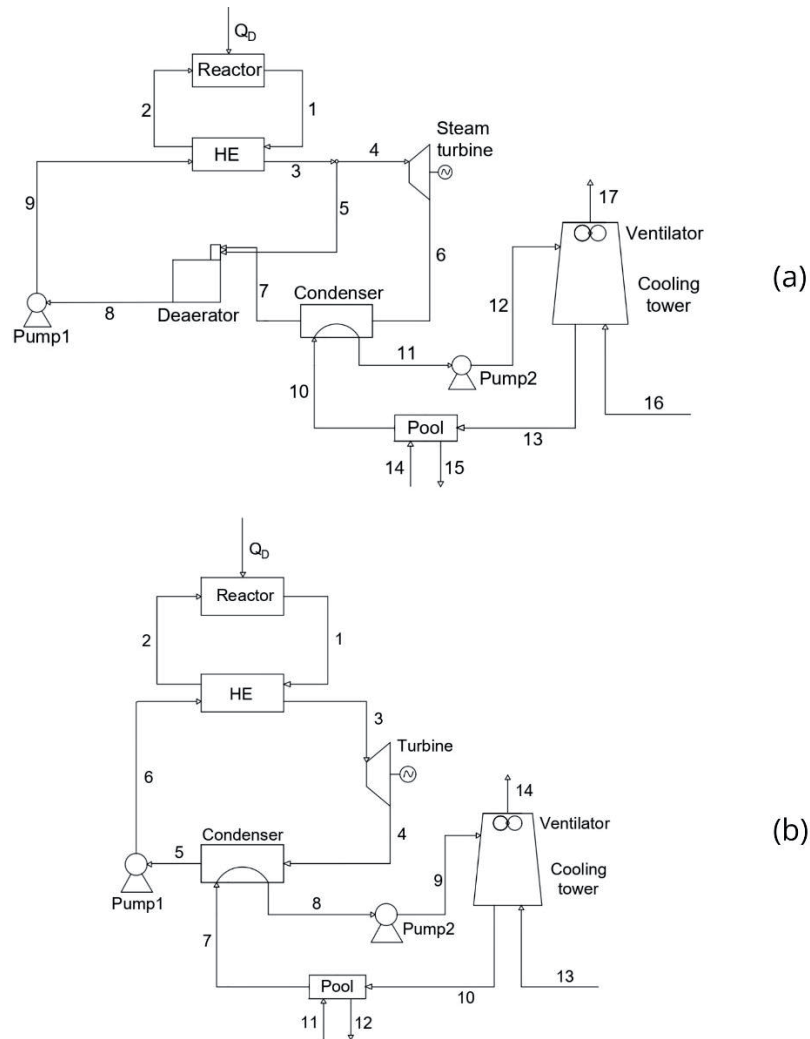 Q_D
Reactor
2
1
Steam
turbine
HE
3
4
9
5
17
Ventilator
6
(a)
7
Condenser
12
Cooling
tower
8
Deaerator
Pump1
11
Pump2
10
16
Pool
13
14
15
Q_D
Reactor
2
1
HE
3
Turbine
6
14
Condenser
4
Ventilator
(b)
5
9
Pump1
Cooling
tower
8
Pump2
7
Pool
10
13
11
12